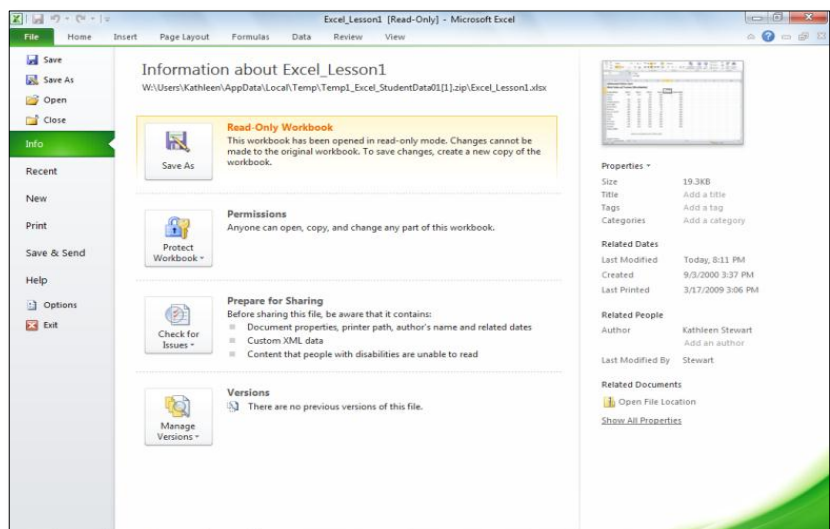 Excel_Lesson1 [Read-Only] - Microsoft Excel
File Home Insert Page Layout Formulas Data Review View
Save
Save As
Open
Close
Info
Recent
New
Print
Save & Send
Help
Options
Exit
Information about Excel_Lesson1
W:\Users\Kathleen\AppData\Local\Temp\Temp1_Excel_StudentData01[1].zip\Excel_Lesson1.xlsx
Save As
Read-Only Workbook
This workbook has been opened in read-only mode. Changes cannot be
made to the original workbook. To save changes, create a new copy of the
workbook.
Protect
Workbook
Permissions
Anyone can open, copy, and change any part of this workbook.
Check for
Issues
Prepare for Sharing
Before sharing this file, be aware that it contains:
Document properties, printer path, author's name and related dates
Custom XML data
Content that people with disabilities are unable to read
Manage
Versions
Versions
There are no previous versions of this file.
Properties
Size 19.3KB
Title Add a title
Tags Add a tag
Categories Add a category
Related Dates
Last Modified Today, 8:11 PM
Created 9/3/2000 3:37 PM
Last Printed 3/17/2009 3:06 PM
Related People
Author Kathleen Stewart
Add an author
Last Modified By Stewart
Related Documents
Open File Location
Show All Properties